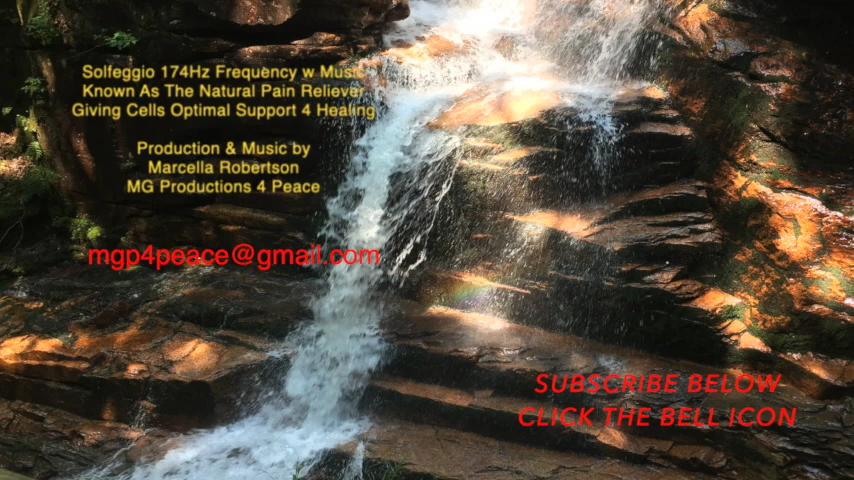 Solfeggio 174Hz Frequency w Music
Known As The Natural Pain Reliever
Giving Cells Optimal Support 4 Healing
Production & Music by
Marcella Robertson
MG Productions 4 Peace
mgp4peace@gmail.com
SUBSCRIBE BELOW
CLICK THE BELL ICON